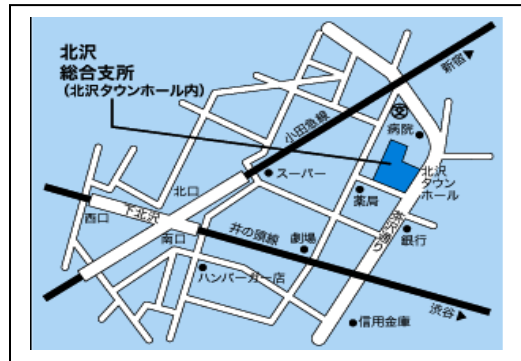 北沢
総合支所
(北沢タウンホール内)
新宿▶
小田急線
文
病院
スーパー
北口
北沢
タウン
ホール
薬局
下北沢
西口
南口
井の頭線
劇場
茶沢通り
銀行
ハンバーガー店
信用金庫
渋谷▶